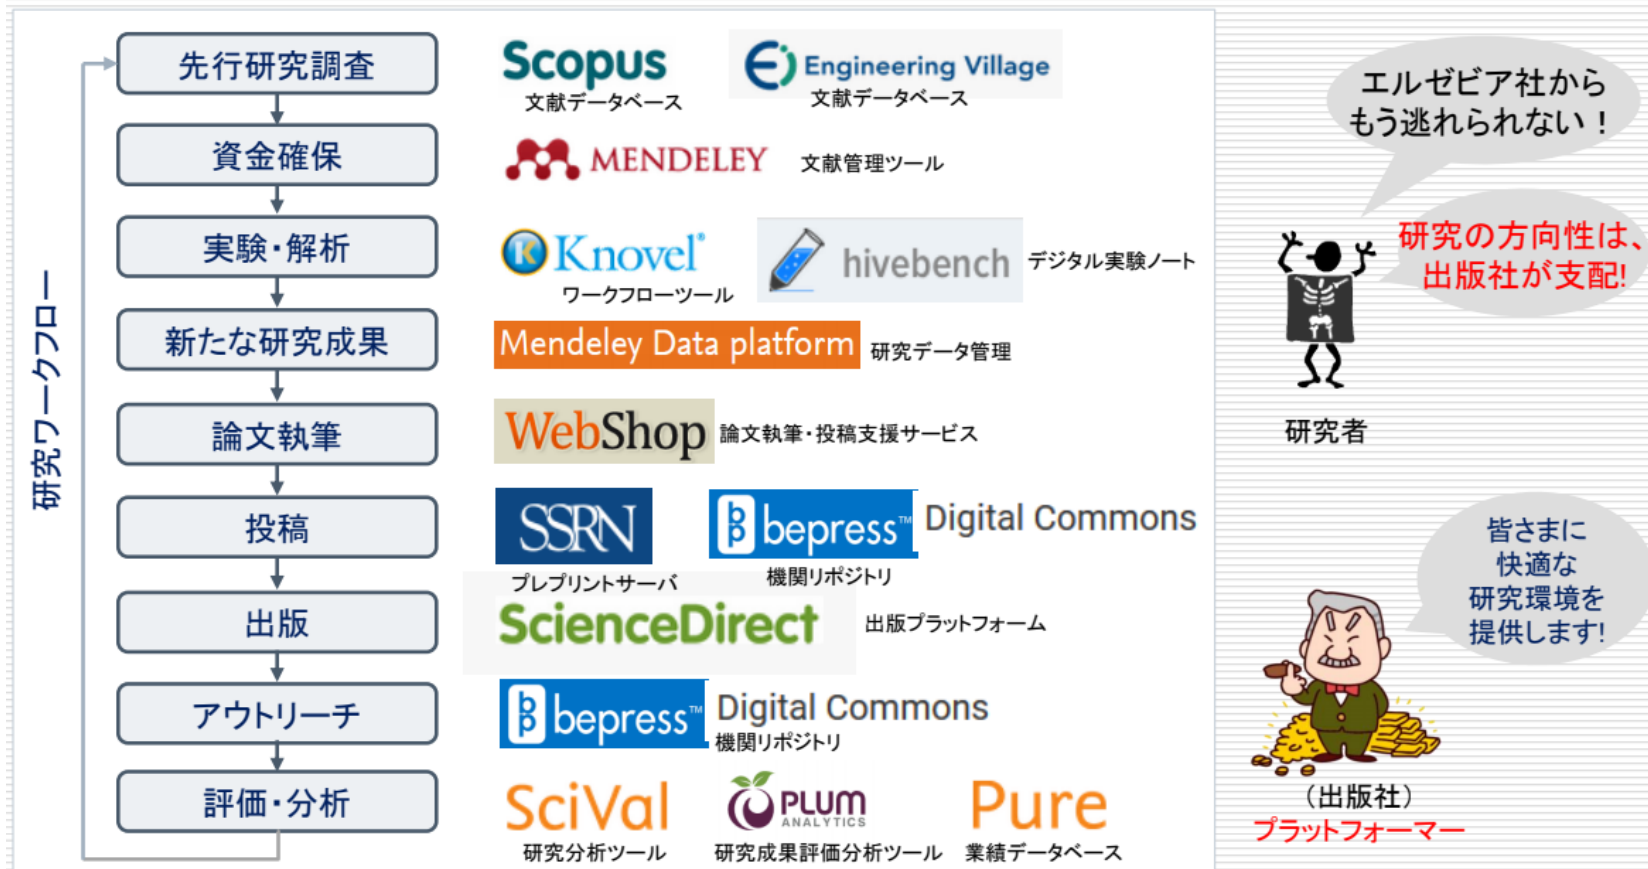 研究ワークフロー
先行研究調査
Scopus
文献データベース
Engineering Village
文献データベース
資金確保
MENDELEY
文献管理ツール
実験・解析
K Knovel®
ワークフローツール
hivebench
デジタル実験ノート
新たな研究成果
Mendeley Data platform
研究データ管理
論文執筆
WebShop
論文執筆・投稿支援サービス
投稿
SSRN
プレプリントサーバ
bp bepress™ Digital Commons
機関リポジトリ
出版
ScienceDirect
出版プラットフォーム
アウトリーチ
bp bepress™ Digital Commons
機関リポジトリ
評価・分析
SciVal
研究分析ツール
PLUM
ANALYTICS
研究成果評価分析ツール
Pure
業績データベース
エルゼビア社から
もう逃れられない！
研究の方向性は、
出版社が支配!
研究者
皆さまに
快適な
研究環境を
提供します!
（出版社）
プラットフォーマー